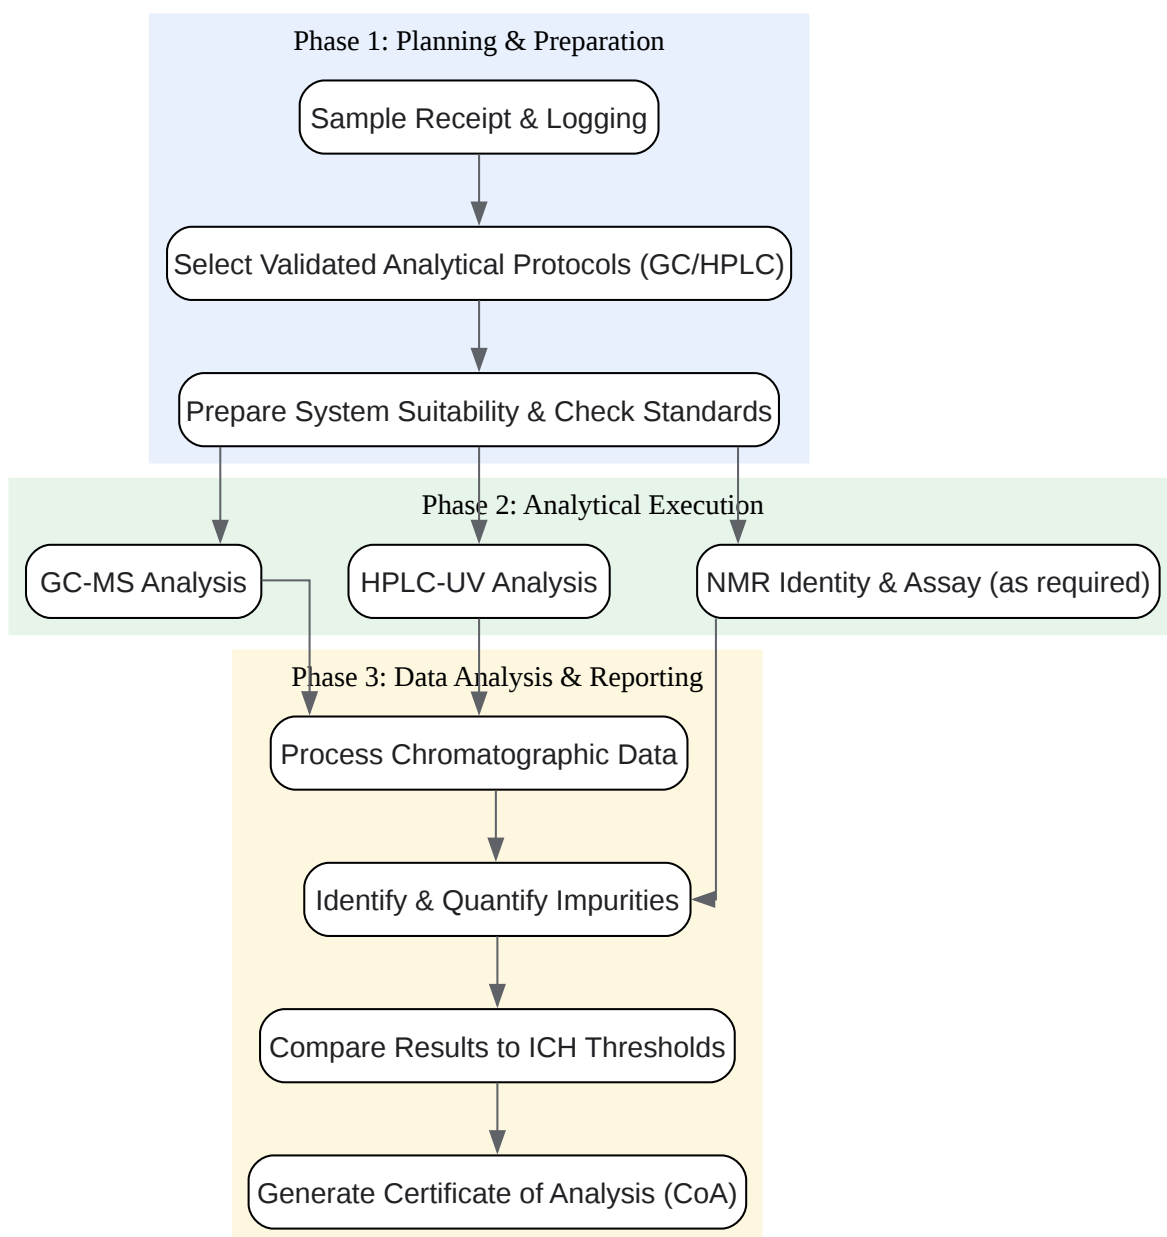 Phase 1: Planning & Preparation
Sample Receipt & Logging
Select Validated Analytical Protocols (GC/HPLC)
Prepare System Suitability & Check Standards
Phase 2: Analytical Execution
GC-MS Analysis
HPLC-UV Analysis
NMR Identity & Assay (as required)
Phase 3: Data Analysis & Reporting
Process Chromatographic Data
Identify & Quantify Impurities
Compare Results to ICH Thresholds
Generate Certificate of Analysis (CoA)